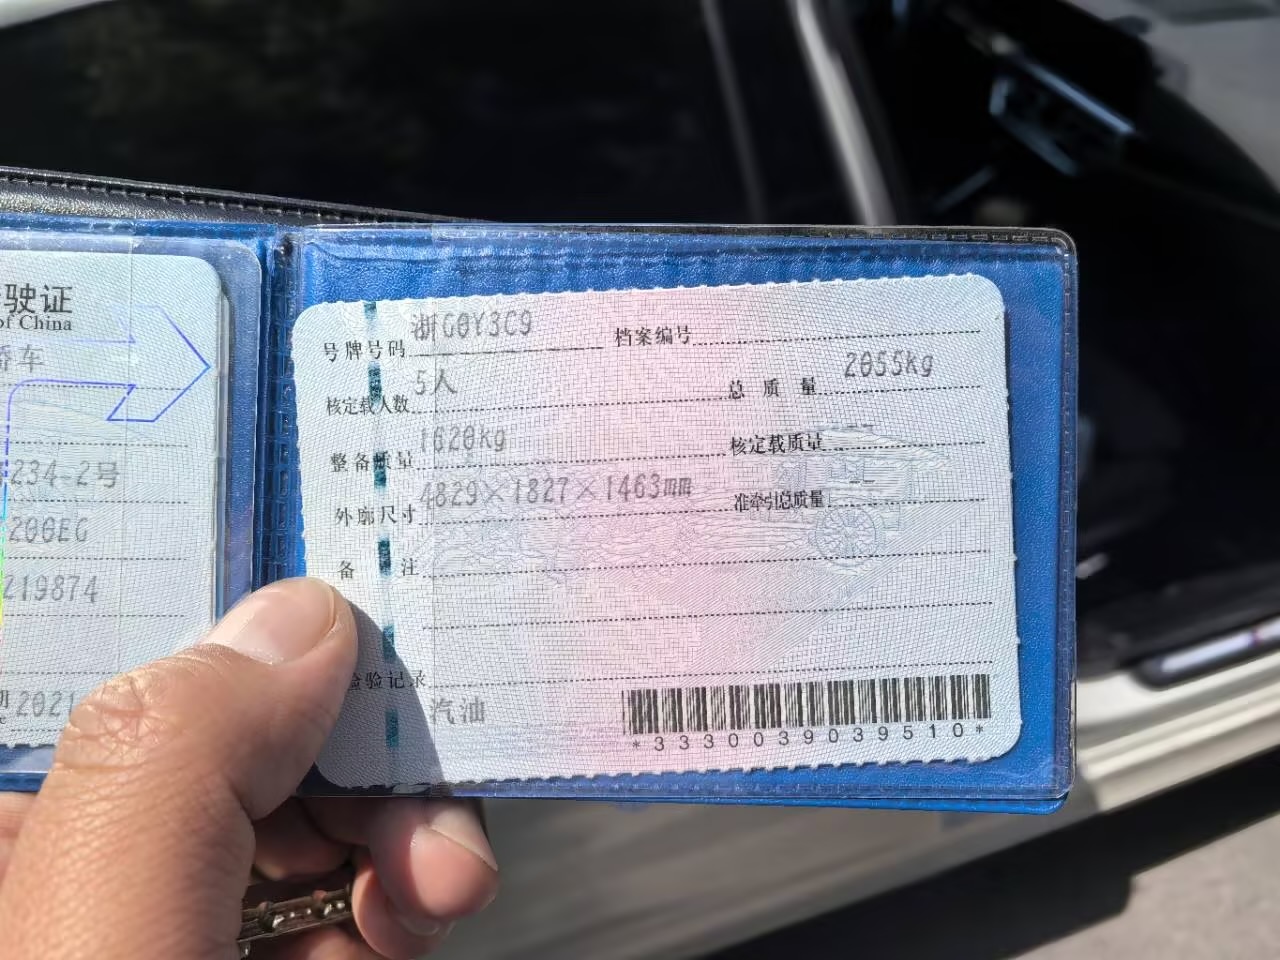 驶证
of China
轿车
234-2号
200EG
219874
2021
号牌号码 浙G0Y3C9 档案编号
核定载人数 5人 总质量 2055kg
整备质量 1620kg 核定载质量 --
外廓尺寸 4829×1827×1463mm 准牵引总质量 --
备注
检验记录
汽油
*3330039039510*